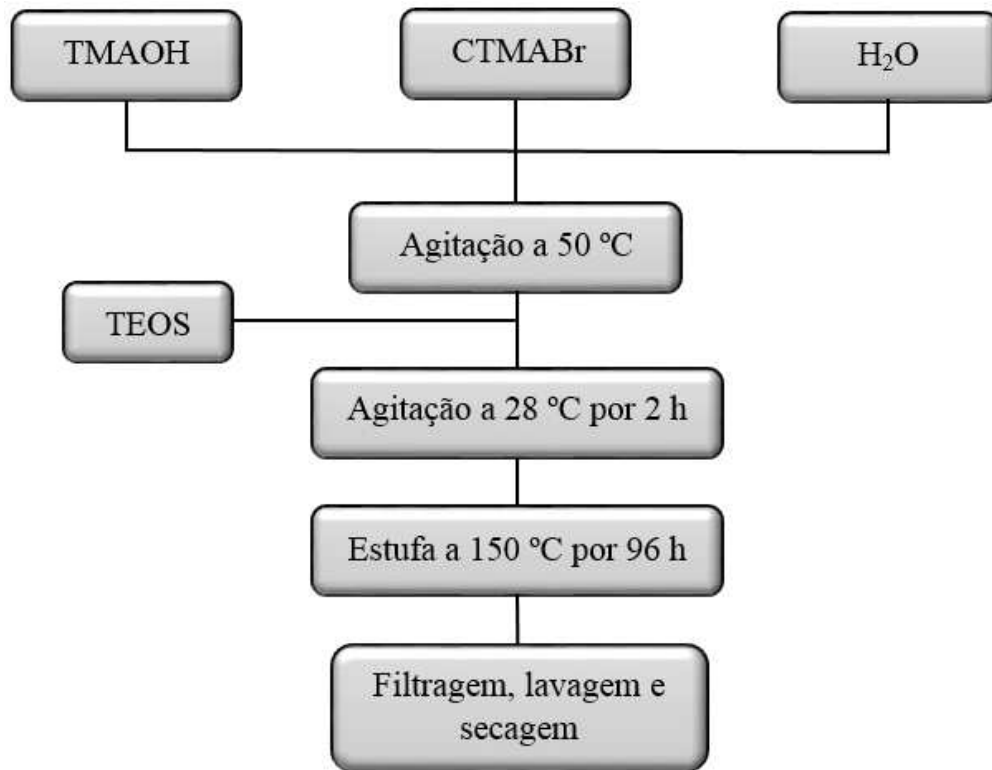 TMAOH
CTMABr
H₂O
Agitação a 50 ºC
TEOS
Agitação a 28 ºC por 2 h
Estufa a 150 ºC por 96 h
Filtragem, lavagem e
secagem